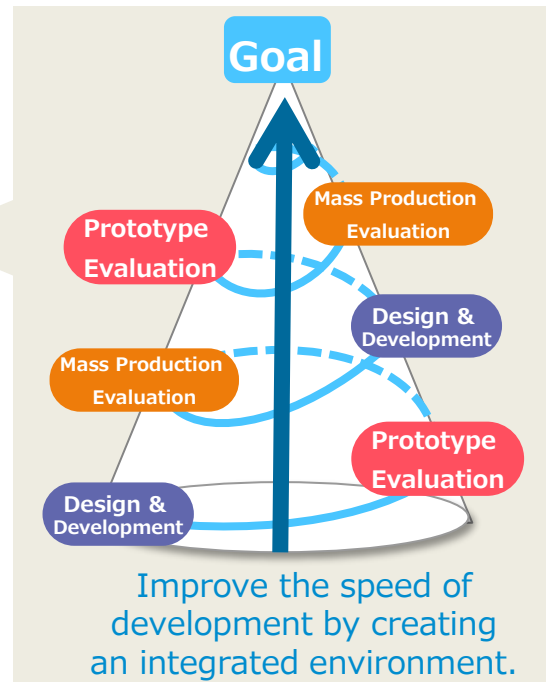 Goal
Mass Production
Evaluation
Prototype
Evaluation
Design &
Development
Mass Production
Evaluation
Prototype
Evaluation
Design &
Development
Improve the speed of
development by creating
an integrated environment.